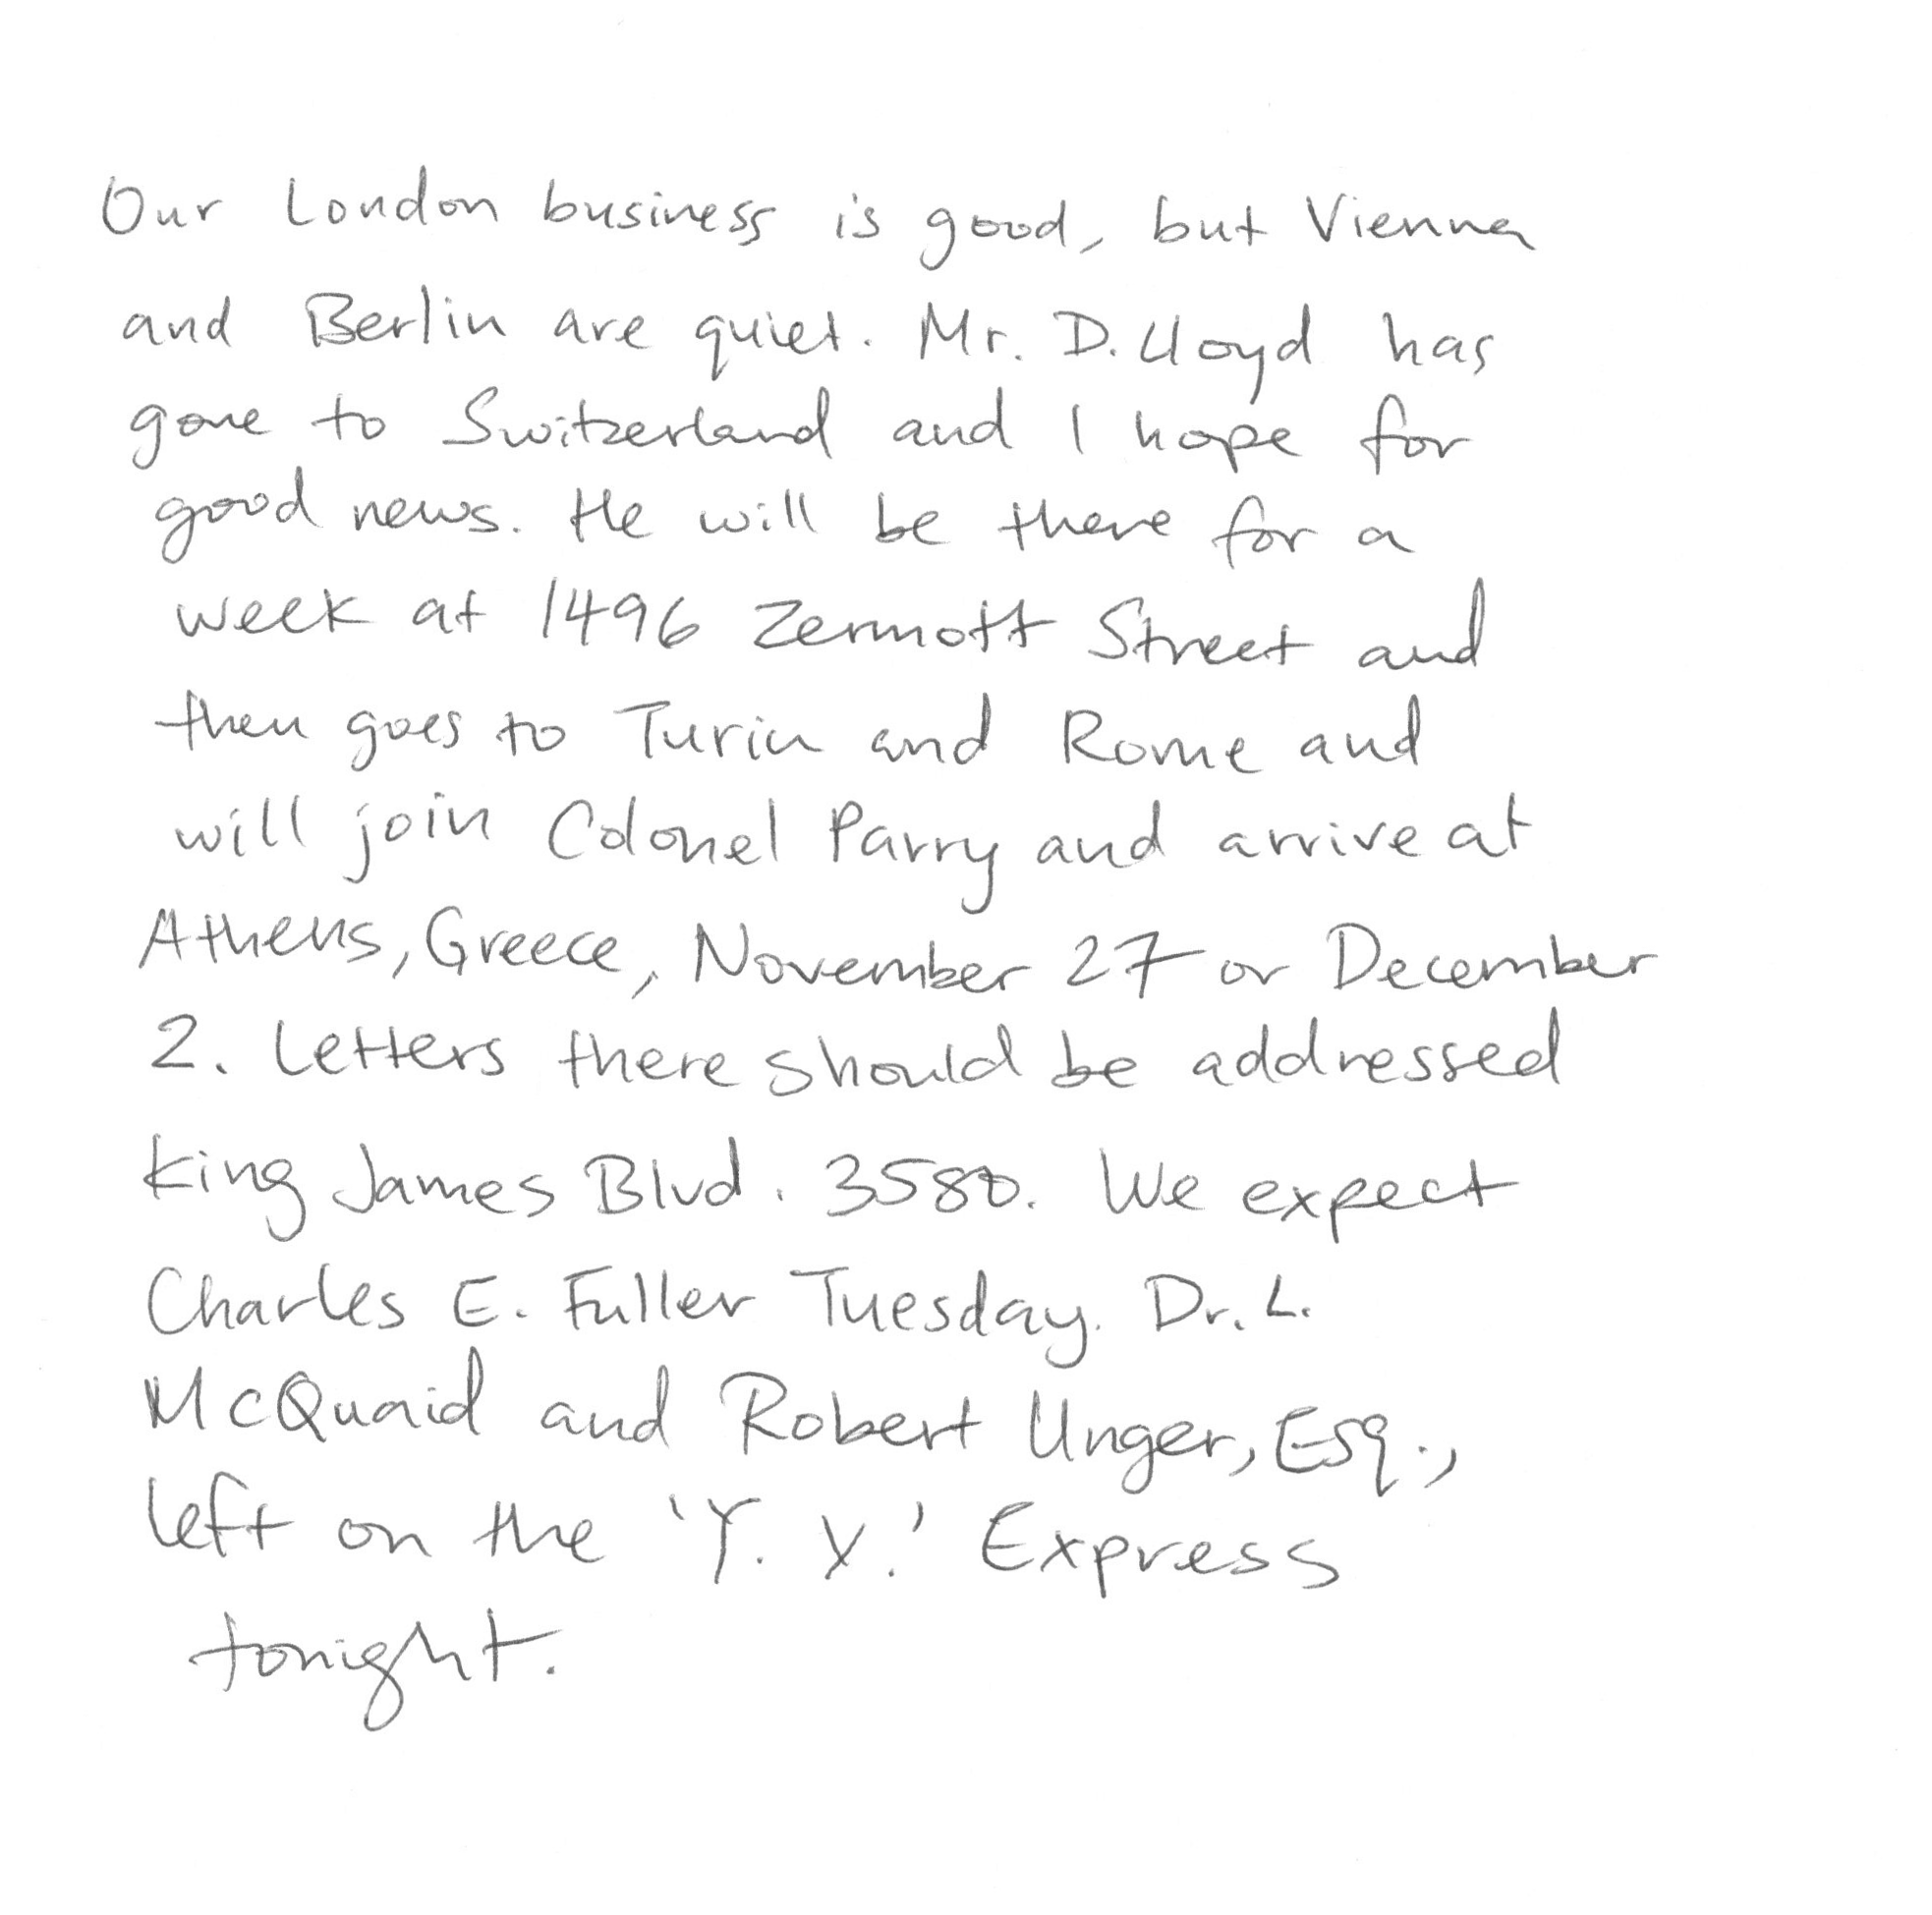 Our London business is good, but Vienna
and Berlin are quiet. Mr. D. Lloyd has
gone to Switzerland and I hope for
good news. He will be there for a
week at 1496 Zermott Street and
then goes to Turin and Rome and
will join Colonel Parry and arrive at
Athens, Greece, November 27 or December
2. Letters there should be addressed
King James Blvd. 3580. We expect
Charles E. Fuller Tuesday. Dr. L.
McQuaid and Robert Unger, Esq.,
left on the 'Y. X.' Express
tonight.